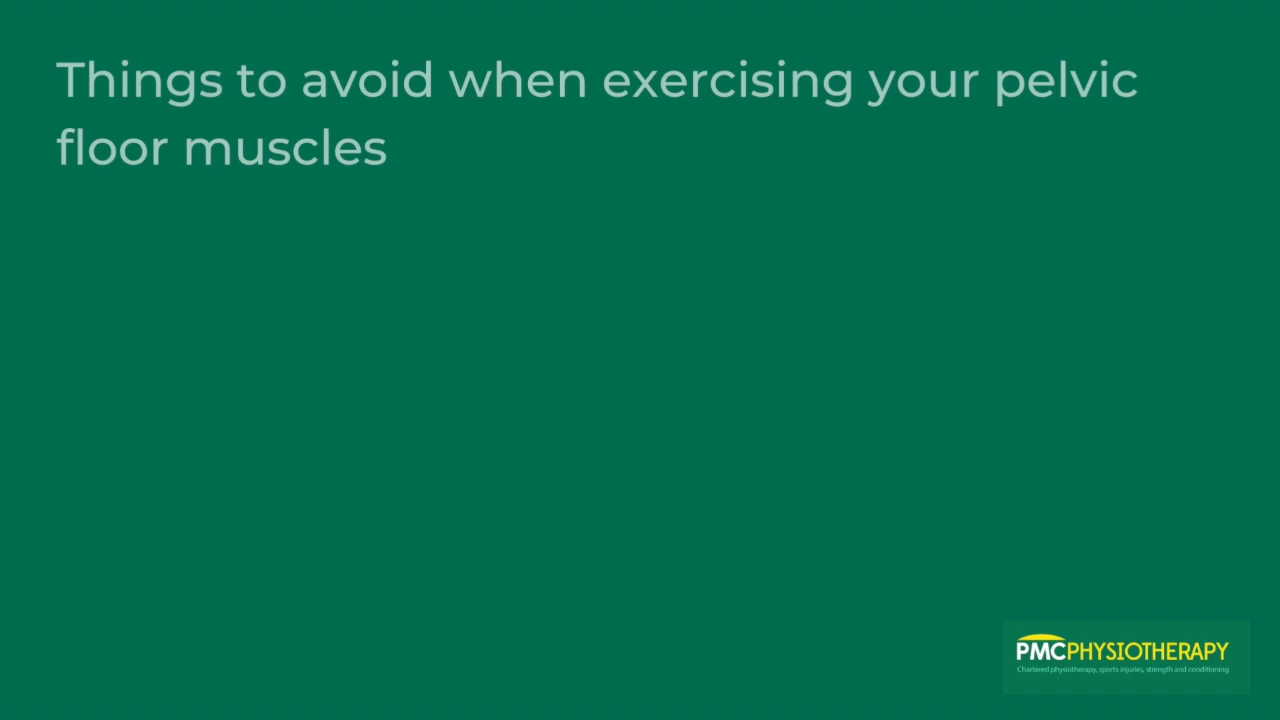 Things to avoid when exercising your pelvic
floor muscles
PMCPHYSIOTHERAPY
Chartered physiotherapy, sports injuries, strength and conditioning